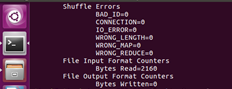 Shuffle Errors
BAD_ID=0
CONNECTION=0
IO_ERROR=0
WRONG_LENGTH=0
WRONG_MAP=0
WRONG_REDUCE=0
File Input Format Counters
Bytes Read=2160
File Output Format Counters
Bytes Written=0